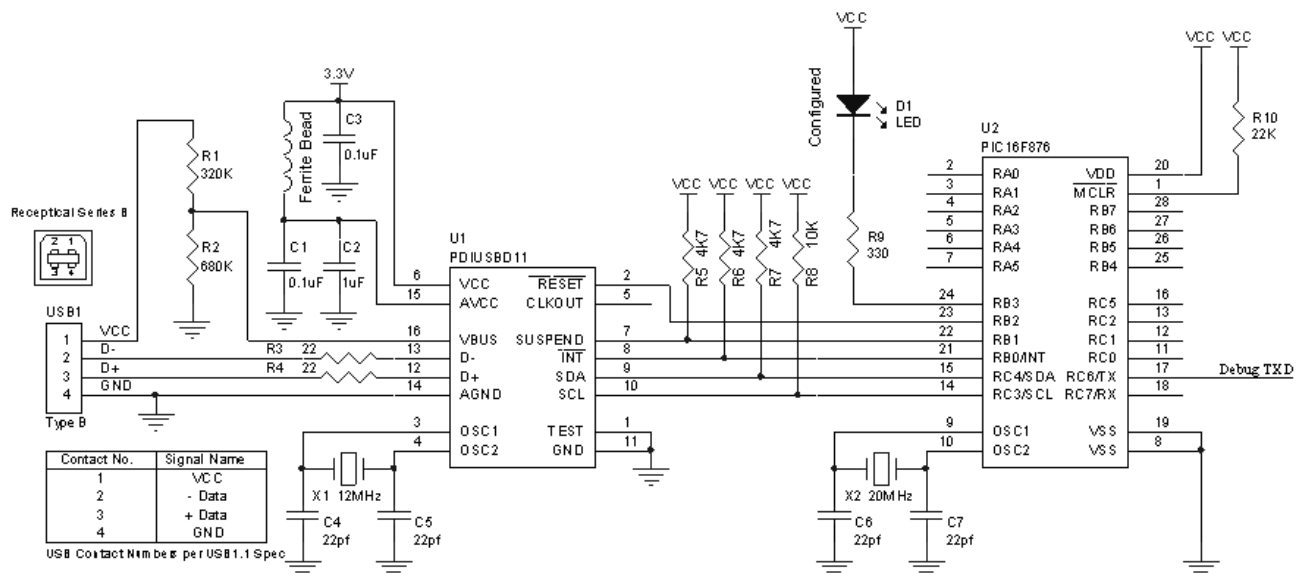 VCC
VCC
VCC
3.3V
Configured
D1
LED
C3
0.1uF
Ferrite Bead
R1
320K
R10
22K
U2
PIC16F876
Receptical Series B
2 1
3 4
R2
680K
C1
0.1uF
C2
1uF
U1
PDIUSBD11
VCC VCC VCC VCC
R5 4K7
R6 4K7
R7 4K7
R8 10K
R9
330
2 RA0 VDD 20
3 RA1 MCLR 1
4 RA2 RB7 28
5 RA3 RB6 27
6 RA4 RB5 26
7 RA5 RB4 25
24 RB3 RC5 16
23 RB2 RC2 13
22 RB1 RC1 12
21 RB0/INT RC0 11
15 RC4/SDA RC6/TX 17
14 RC3/SCL RC7/RX 18
9 OSC1 VSS 19
10 OSC2 VSS 8
Debug TXD
6 VCC RESET 2
15 AVCC CLKOUT 5
16 VBUS SUSPEND 7
13 D- INT 8
12 D+ SDA 9
14 AGND SCL 10
3 OSC1 TEST 1
4 OSC2 GND 11
USB1
1 VCC
2 D- R3 22
3 D+ R4 22
4 GND
Type B
X1 12MHz
C4
22pf
C5
22pf
X2 20MHz
C6
22pf
C7
22pf
Contact No. Signal Name
1 VCC
2 - Data
3 + Data
4 GND
USB Contact Numbers per USB1.1 Spec